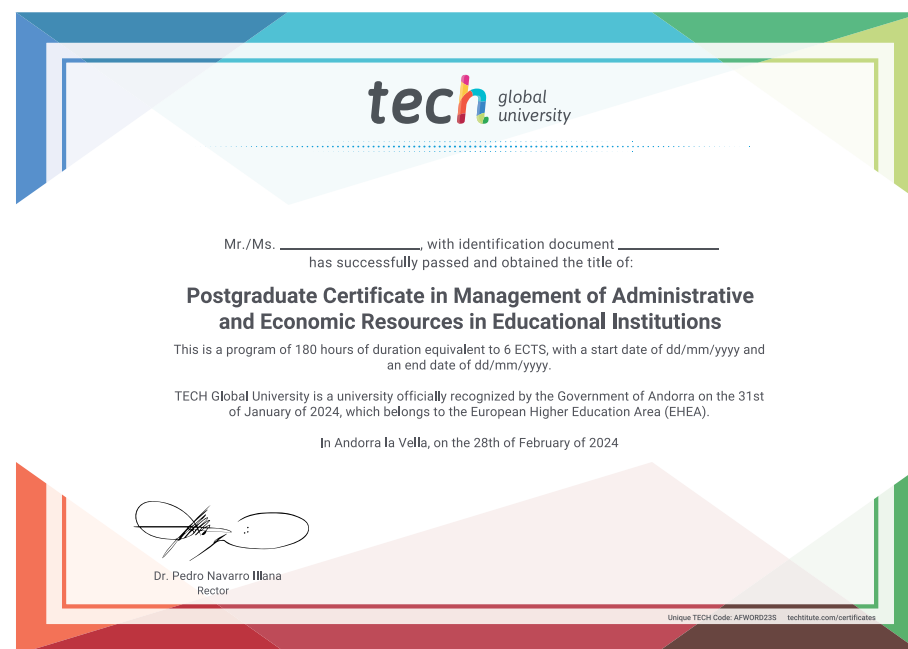 tech global
university
Mr./Ms. ____________, with identification document ____________
has successfully passed and obtained the title of:
Postgraduate Certificate in Management of Administrative
and Economic Resources in Educational Institutions
This is a program of 180 hours of duration equivalent to 6 ECTS, with a start date of dd/mm/yyyy and
an end date of dd/mm/yyyy.
TECH Global University is a university officially recognized by the Government of Andorra on the 31st
of January of 2024, which belongs to the European Higher Education Area (EHEA).
In Andorra la Vella, on the 28th of February of 2024
Dr. Pedro Navarro Illana
Rector
Unique TECH Code: AFWORD23S techtitute.com/certificates